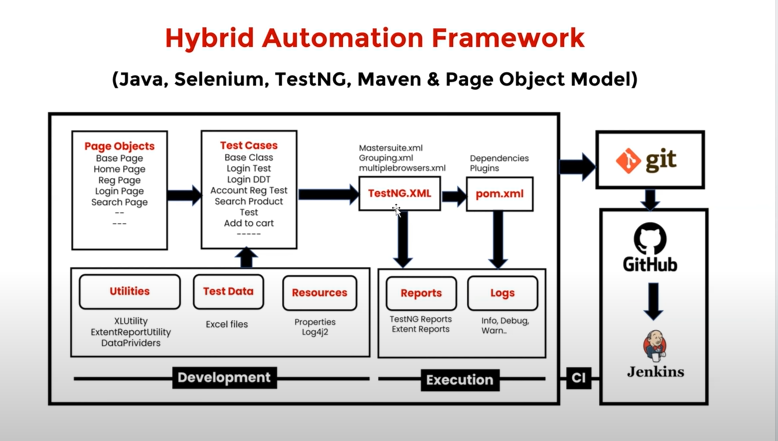 Hybrid Automation Framework
(Java, Selenium, TestNG, Maven & Page Object Model)
Page Objects
Base Page
Home Page
Reg Page
Login Page
Search Page
--
---
Test Cases
Base Class
Login Test
Login DDT
Account Reg Test
Search Product
Test
Add to cart
-----
Mastersuite.xml
Grouping.xml
multiplebrowsers.xml
TestNG.XML
Dependencies
Plugins
pom.xml
git
GitHub
Jenkins
Utilities
XLUtility
ExtentReportUtility
DataPrividers
Test Data
Excel files
Resources
Properties
Log4j2
Reports
TestNG Reports
Extent Reports
Logs
Info, Debug,
Warn..
Development
Execution
CI